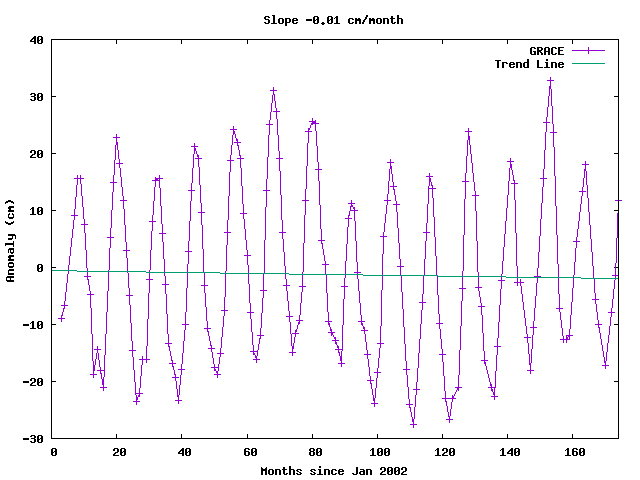 Slope -0.01 cm/month
GRACE
Trend Line
Anomaly (cm)
40
30
20
10
0
-10
-20
-30
0 20 40 60 80 100 120 140 160
Months since Jan 2002